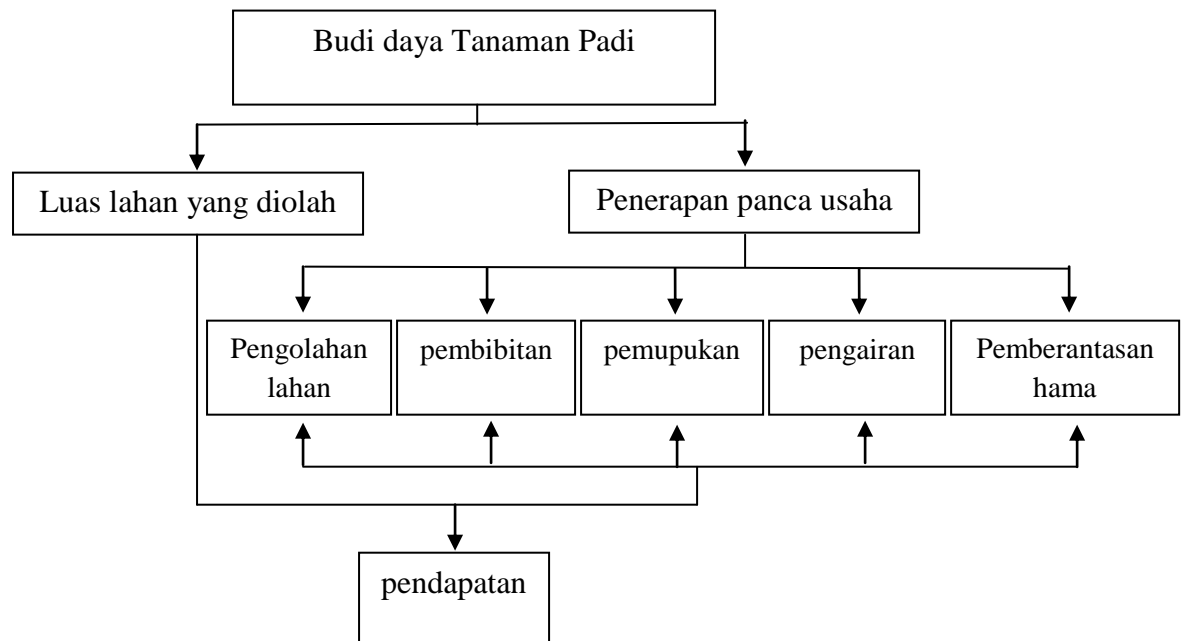 Budi daya Tanaman Padi
Luas lahan yang diolah
Penerapan panca usaha
Pengolahan
lahan
pembibitan
pemupukan
pengairan
Pemberantasan
hama
pendapatan